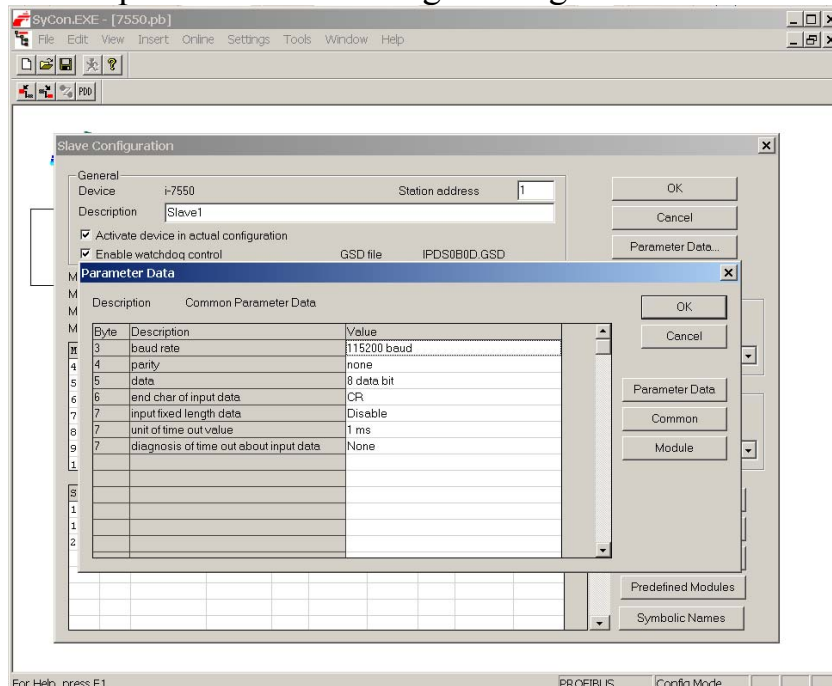 SyCon.EXE - [7550.pb]
File Edit View Insert Online Settings Tools Window Help
PDD
Slave Configuration
General
Device i-7550 Station address 1
OK
Description Slave1
Cancel
Activate device in actual configuration
Enable watchdog control GSD file IPDS0B0D.GSD
Parameter Data...
Parameter Data
Description Common Parameter Data
OK
Cancel
Byte Description Value
3 baud rate 115200 baud
4 parity none
5 data 8 data bit
6 end char of input data CR
7 input fixed length data Disable
7 unit of time out value 1 ms
7 diagnosis of time out about input data None
Parameter Data
Common
Module
Predefined Modules
Symbolic Names
For Help, press F1 PROFIBUS Config Mode